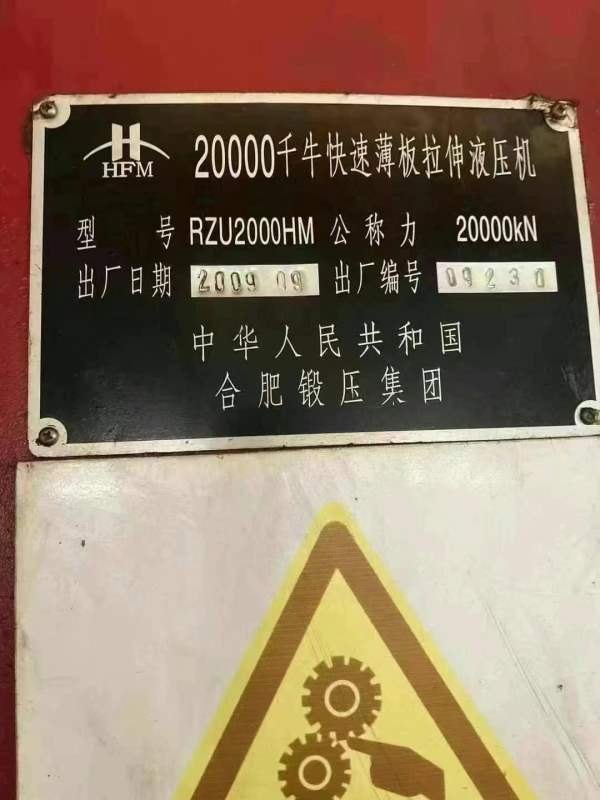 HFM
20000千牛快速薄板拉伸液压机
型 号 RZU2000HM 公称力 20000kN
出厂日期 2009 09 出厂编号 09230
中华人民共和国
合肥锻压集团